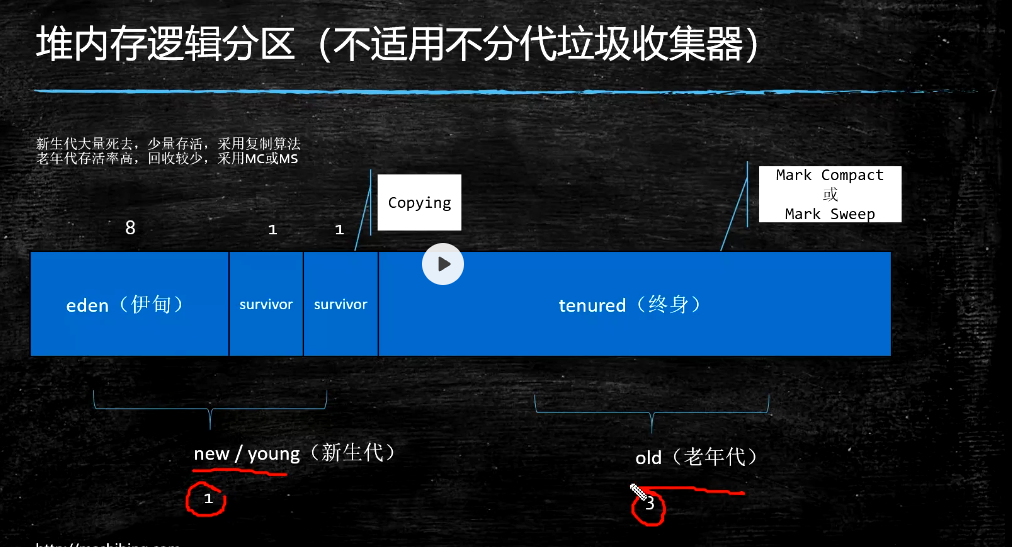 堆内存逻辑分区（不适用不分代垃圾收集器）
新生代大量死去，少量存活，采用复制算法
老年代存活率高，回收较少，采用MC或MS
Copying
Mark Compact
或
Mark Sweep
8 1 1
eden（伊甸） survivor survivor tenured（终身）
new / young（新生代） old（老年代）
1 3